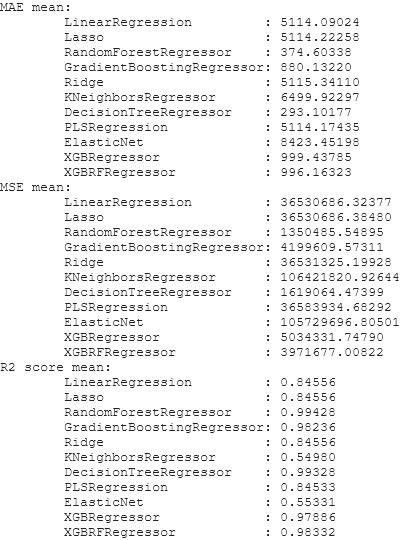 MAE mean:
LinearRegression : 5114.09024
Lasso : 5114.22258
RandomForestRegressor : 374.60338
GradientBoostingRegressor: 880.13220
Ridge : 5115.34110
KNeighborsRegressor : 6499.92297
DecisionTreeRegressor : 293.10177
PLSRegression : 5114.17435
ElasticNet : 8423.45198
XGBRegressor : 999.43785
XGBRFRegressor : 996.16323
MSE mean:
LinearRegression : 36530686.32377
Lasso : 36530686.38480
RandomForestRegressor : 1350485.54895
GradientBoostingRegressor: 4199609.57311
Ridge : 36531325.19928
KNeighborsRegressor : 106421820.92644
DecisionTreeRegressor : 1619064.47399
PLSRegression : 36583934.68292
ElasticNet : 105729696.80501
XGBRegressor : 5034331.74790
XGBRFRegressor : 3971677.00822
R2 score mean:
LinearRegression : 0.84556
Lasso : 0.84556
RandomForestRegressor : 0.99428
GradientBoostingRegressor: 0.98236
Ridge : 0.84556
KNeighborsRegressor : 0.54980
DecisionTreeRegressor : 0.99328
PLSRegression : 0.84533
ElasticNet : 0.55331
XGBRegressor : 0.97886
XGBRFRegressor : 0.98332